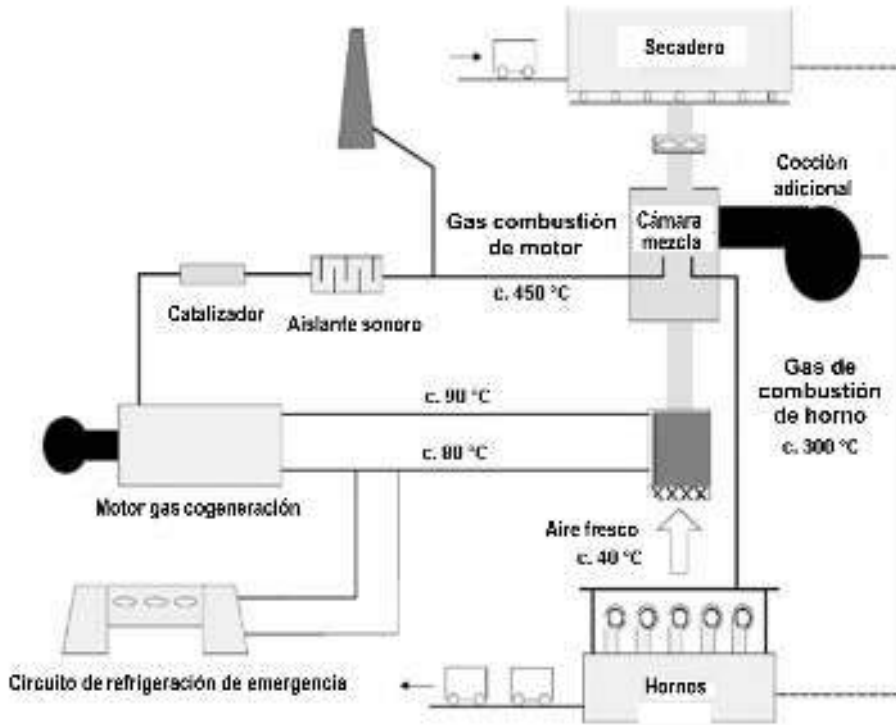 Secadero
Cocción
adicional
Gas combustión
de motor
Cámara
mezcla
c. 450 °C
Catalizador
Aislante sonoro
Gas de
combustión
de horno
c. 300 °C
c. 90 °C
c. 80 °C
Motor gas cogeneración
Aire fresco
c. 40 °C
Circuito de refrigeración de emergencia
Hornos